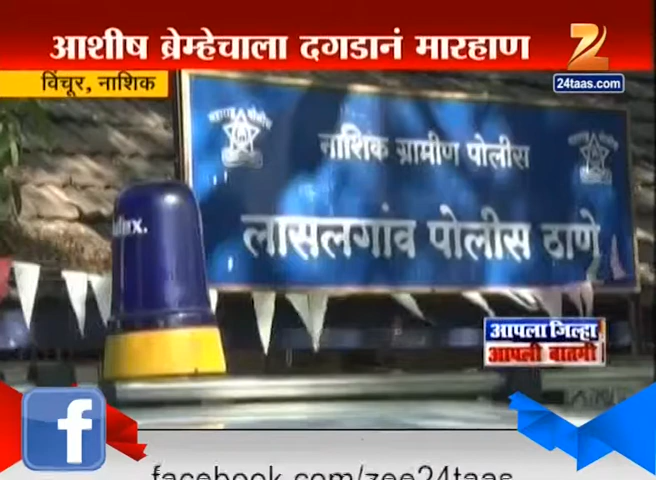 आशीष ब्रेम्हेचाला दगडानं मारहाण
24taas.com
विंचूर, नाशिक
नाशिक ग्रामीण पोलीस
लासलगांव पोलीस ठाणे
आपला जिल्हा
आपली बातमी
facebook.com/zee24taas